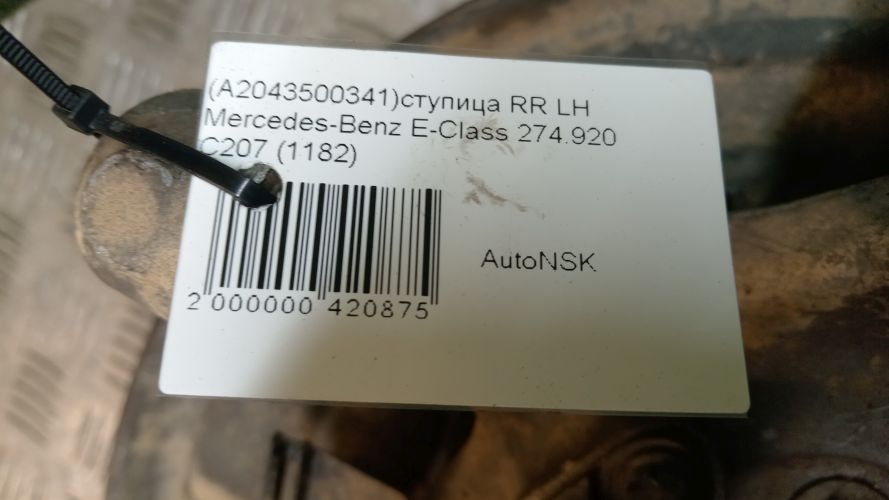 (A2043500341)ступица RR LH
Mercedes-Benz E-Class 274.920
C207 (1182)
AutoNSK
2 000000 420875